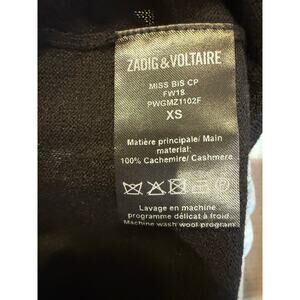 ZADIG & VOLTAIRE
MISS BIS CP
FW18
PWGMZ1102F
XS
Matière principale/ Main
material:
100% Cachemire/ Cashmere
Lavage en machine
programme délicat à froid
Machine wash wool program